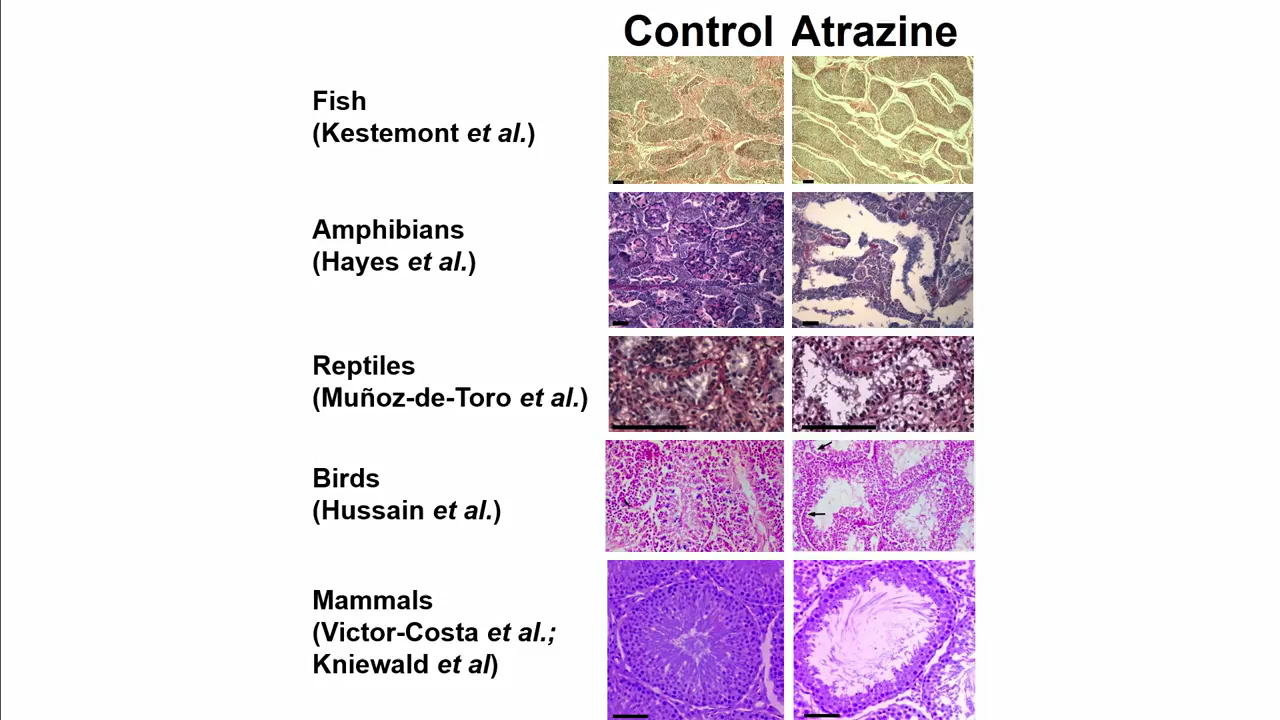 Control Atrazine
Fish
(Kestemont et al.)
Amphibians
(Hayes et al.)
Reptiles
(Muñoz-de-Toro et al.)
Birds
(Hussain et al.)
Mammals
(Victor-Costa et al.;
Kniewald et al)